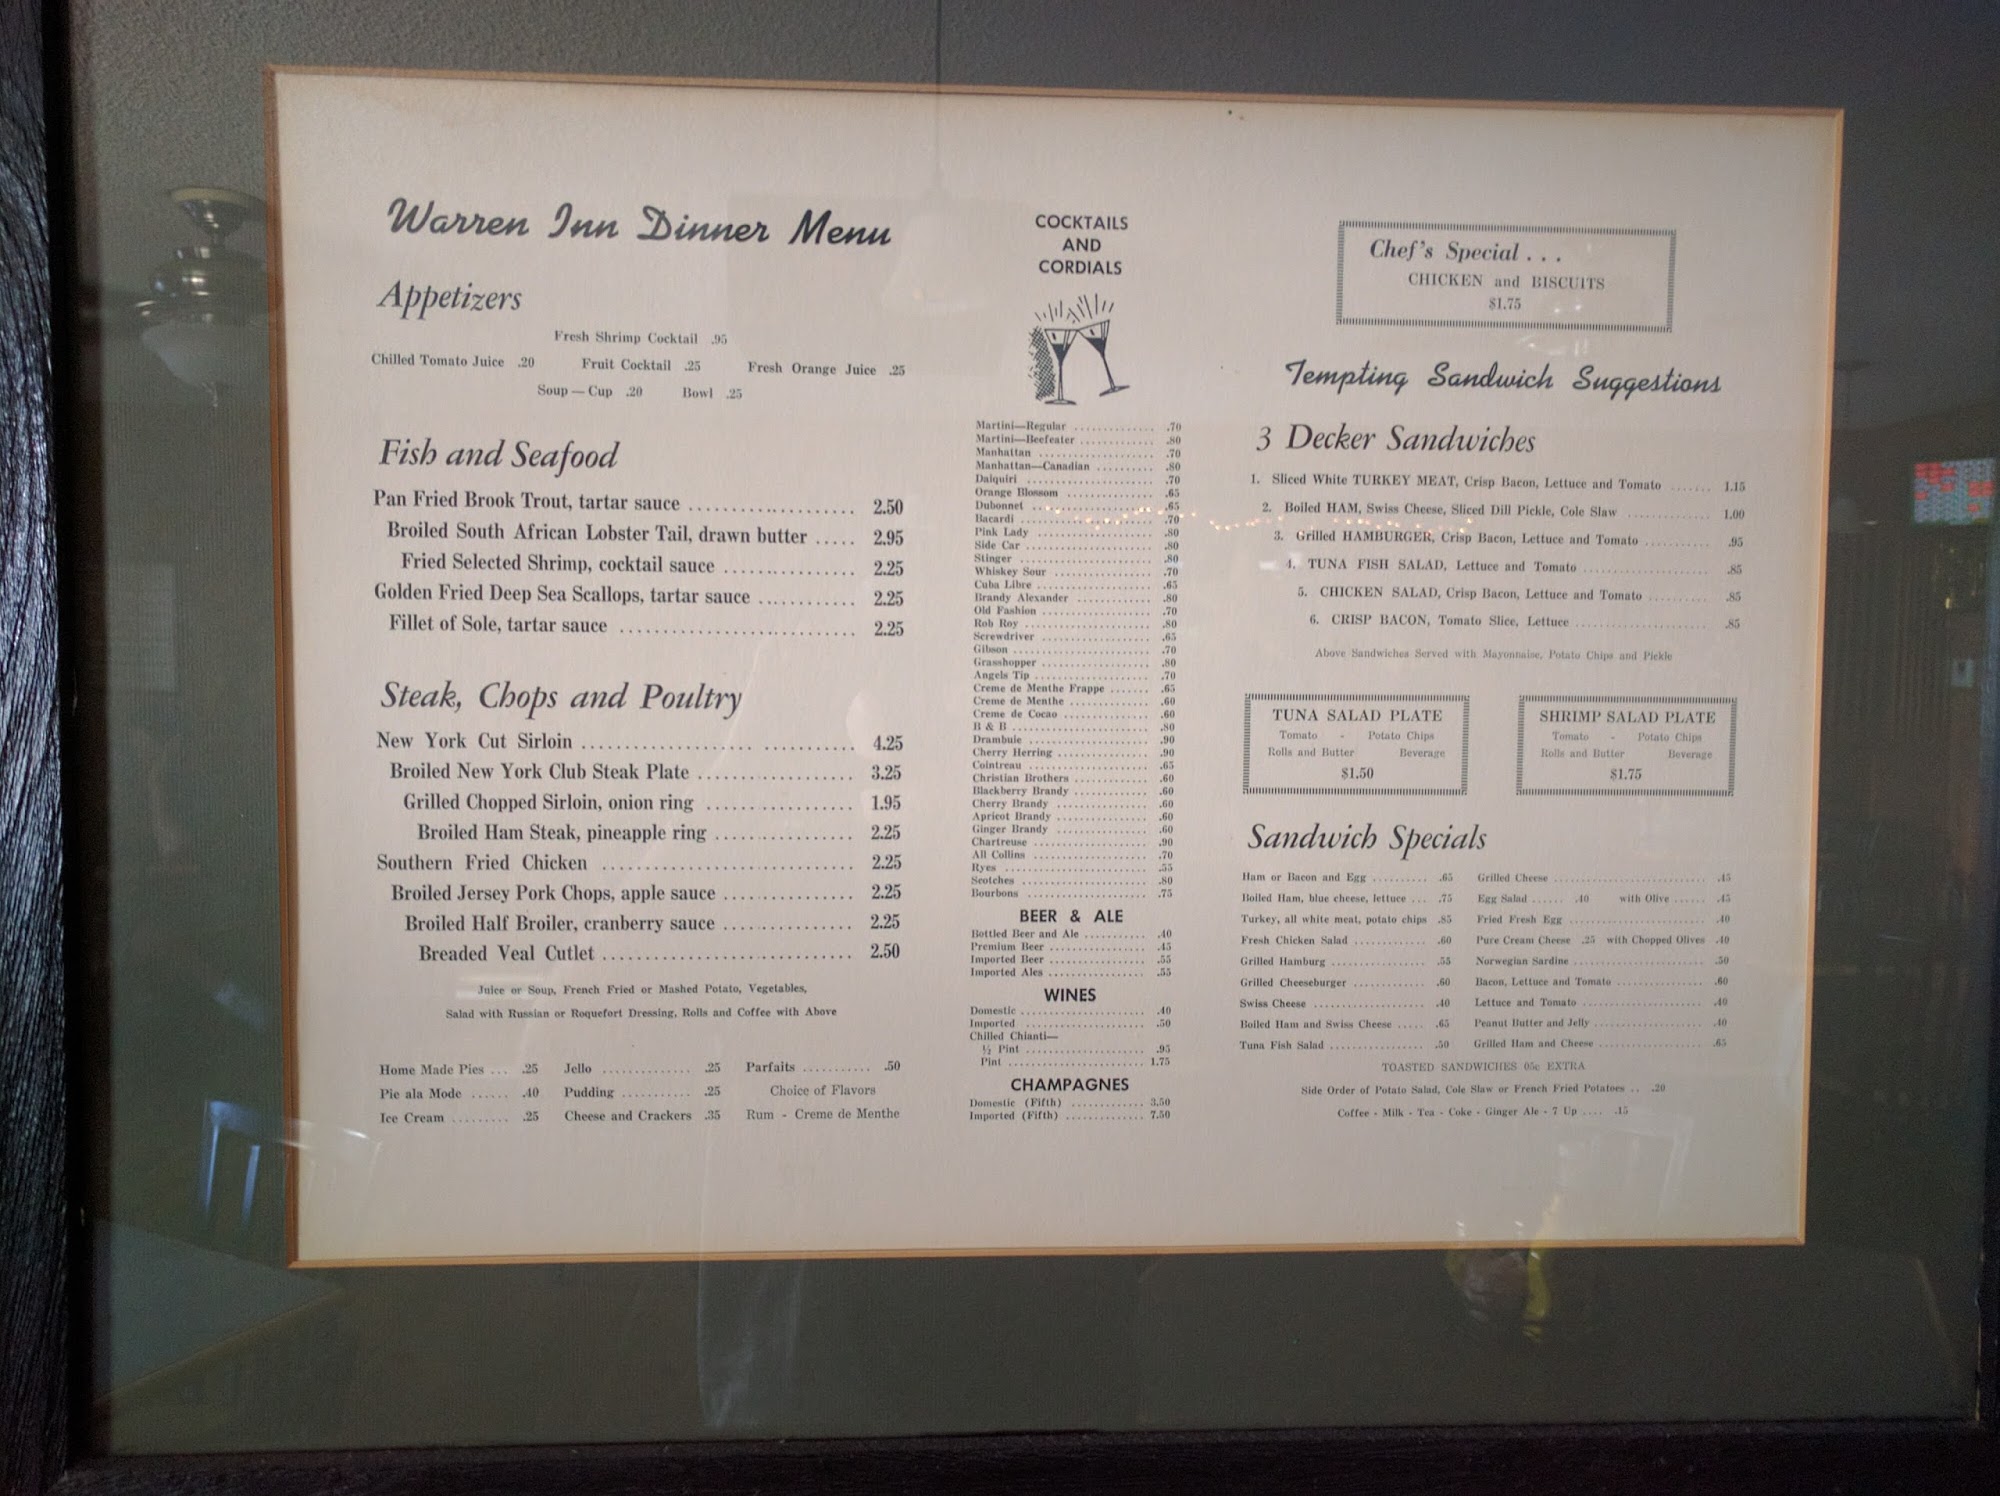 Warren Inn Dinner Menu
Appetizers
Fresh Shrimp Cocktail .95
Chilled Tomato Juice .20 Fruit Cocktail .25 Fresh Orange Juice .25
Soup — Cup .20 Bowl .25
Fish and Seafood
Pan Fried Brook Trout, tartar sauce .................... 2.50
Broiled South African Lobster Tail, drawn butter ..... 2.95
Fried Selected Shrimp, cocktail sauce ................ 2.25
Golden Fried Deep Sea Scallops, tartar sauce ............ 2.25
Fillet of Sole, tartar sauce ............................ 2.25
Steak, Chops and Poultry
New York Cut Sirloin ................................. 4.25
Broiled New York Club Steak Plate ................... 3.25
Grilled Chopped Sirloin, onion ring .................. 1.95
Broiled Ham Steak, pineapple ring ................. 2.25
Southern Fried Chicken .............................. 2.25
Broiled Jersey Pork Chops, apple sauce ................ 2.25
Broiled Half Broiler, cranberry sauce ................ 2.25
Breaded Veal Cutlet .............................. 2.50
Juice or Soup, French Fried or Mashed Potato, Vegetables,
Salad with Russian or Roquefort Dressing, Rolls and Coffee with Above
Home Made Pies ... .25 Jello ............ .25 Parfaits ........... .50
Pie ala Mode ...... .40 Pudding ........... .25 Choice of Flavors
Ice Cream ......... .25 Cheese and Crackers .35 Rum - Creme de Menthe
COCKTAILS
AND
CORDIALS
Martini—Regular .............. .70
Martini—Beefeater ............. .80
Manhattan .................... .70
Manhattan—Canadian .......... .80
Daiquiri ...................... .70
Orange Blossom ............... .65
Dubonnet ..................... .65
Bacardi ....................... .70
Pink Lady .................... .80
Side Car ...................... .80
Stinger ....................... .80
Whiskey Sour ................. .70
Cuba Libre .................... .65
Brandy Alexander .............. .80
Old Fashion ................... .70
Rob Roy ...................... .80
Screwdriver ................... .65
Gibson ........................ .70
Grasshopper ................... .80
Angels Tip .................... .70
Creme de Menthe Frappe ....... .65
Creme de Menthe .............. .60
Creme de Cocao ............... .60
B & B ........................ .80
Drambuie ..................... .90
Cherry Herring ................ .90
Cointreau ..................... .65
Christian Brothers ............. .60
Blackberry Brandy ............. .60
Cherry Brandy ................ .60
Apricot Brandy ................ .60
Ginger Brandy ................ .60
Chartreuse .................... .90
All Collins .................... .70
Ryes ......................... .55
Scotches ...................... .80
Bourbons ..................... .75
BEER & ALE
Bottled Beer and Ale ........... .40
Premium Beer ................. .45
Imported Beer ................. .55
Imported Ales ................. .55
WINES
Domestic ...................... .40
Imported ...................... .50
Chilled Chianti—
½ Pint ..................... .95
Pint ........................ 1.75
CHAMPAGNES
Domestic (Fifth) ............. 3.50
Imported (Fifth) .............. 7.50
Chef's Special . . .
CHICKEN and BISCUITS
$1.75
Tempting Sandwich Suggestions
3 Decker Sandwiches
1. Sliced White TURKEY MEAT, Crisp Bacon, Lettuce and Tomato ....... 1.15
2. Boiled HAM, Swiss Cheese, Sliced Dill Pickle, Cole Slaw .............. 1.00
3. Grilled HAMBURGER, Crisp Bacon, Lettuce and Tomato ........... .95
4. TUNA FISH SALAD, Lettuce and Tomato ...................... .85
5. CHICKEN SALAD, Crisp Bacon, Lettuce and Tomato .......... .85
6. CRISP BACON, Tomato Slice, Lettuce ...................... .85
Above Sandwiches Served with Mayonnaise, Potato Chips and Pickle
TUNA SALAD PLATE
Tomato - Potato Chips
Rolls and Butter Beverage
$1.50
SHRIMP SALAD PLATE
Tomato - Potato Chips
Rolls and Butter Beverage
$1.75
Sandwich Specials
Ham or Bacon and Egg .......... .65 Grilled Cheese ......................... .45
Boiled Ham, blue cheese, lettuce ... .75 Egg Salad ...... .40 with Olive ...... .45
Turkey, all white meat, potato chips .85 Fried Fresh Egg ....................... .40
Fresh Chicken Salad ............. .60 Pure Cream Cheese .25 with Chopped Olives .40
Grilled Hamburg ................. .55 Norwegian Sardine ..................... .50
Grilled Cheeseburger ............. .60 Bacon, Lettuce and Tomato .............. .60
Swiss Cheese .................... .40 Lettuce and Tomato .................... .40
Boiled Ham and Swiss Cheese ..... .65 Peanut Butter and Jelly .................. .40
Tuna Fish Salad .................. .50 Grilled Ham and Cheese .................. .65
TOASTED SANDWICHES 05c EXTRA
Side Order of Potato Salad, Cole Slaw or French Fried Potatoes .. .20
Coffee - Milk - Tea - Coke - Ginger Ale - 7 Up .... .15